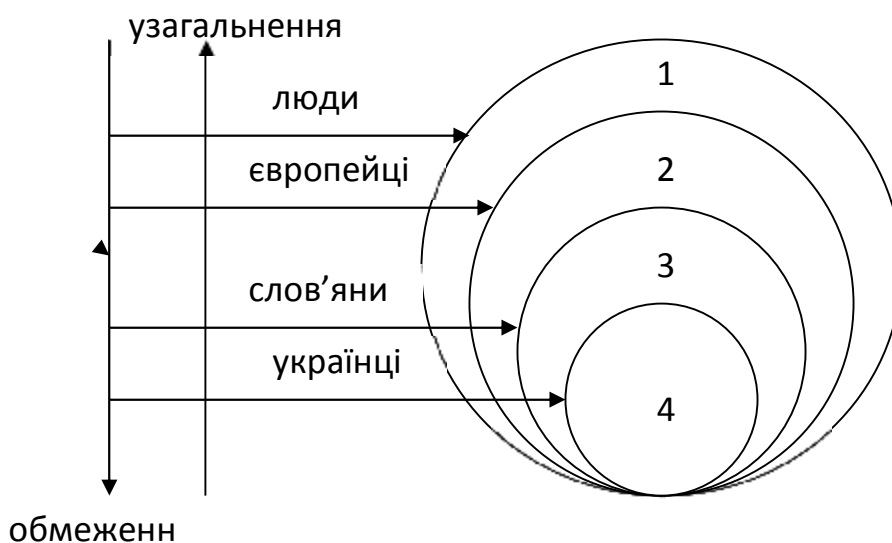 узагальнення
1
люди
європейці
2
3
слов’яни
українці
4
обмеженн